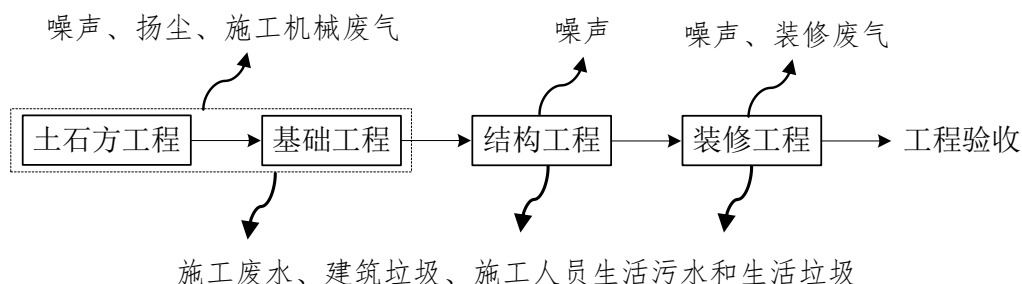 噪声、扬尘、施工机械废气
噪声
噪声、装修废气
土石方工程
基础工程
结构工程
装修工程
工程验收
施工废水、建筑垃圾、施工人员生活污水和生活垃圾